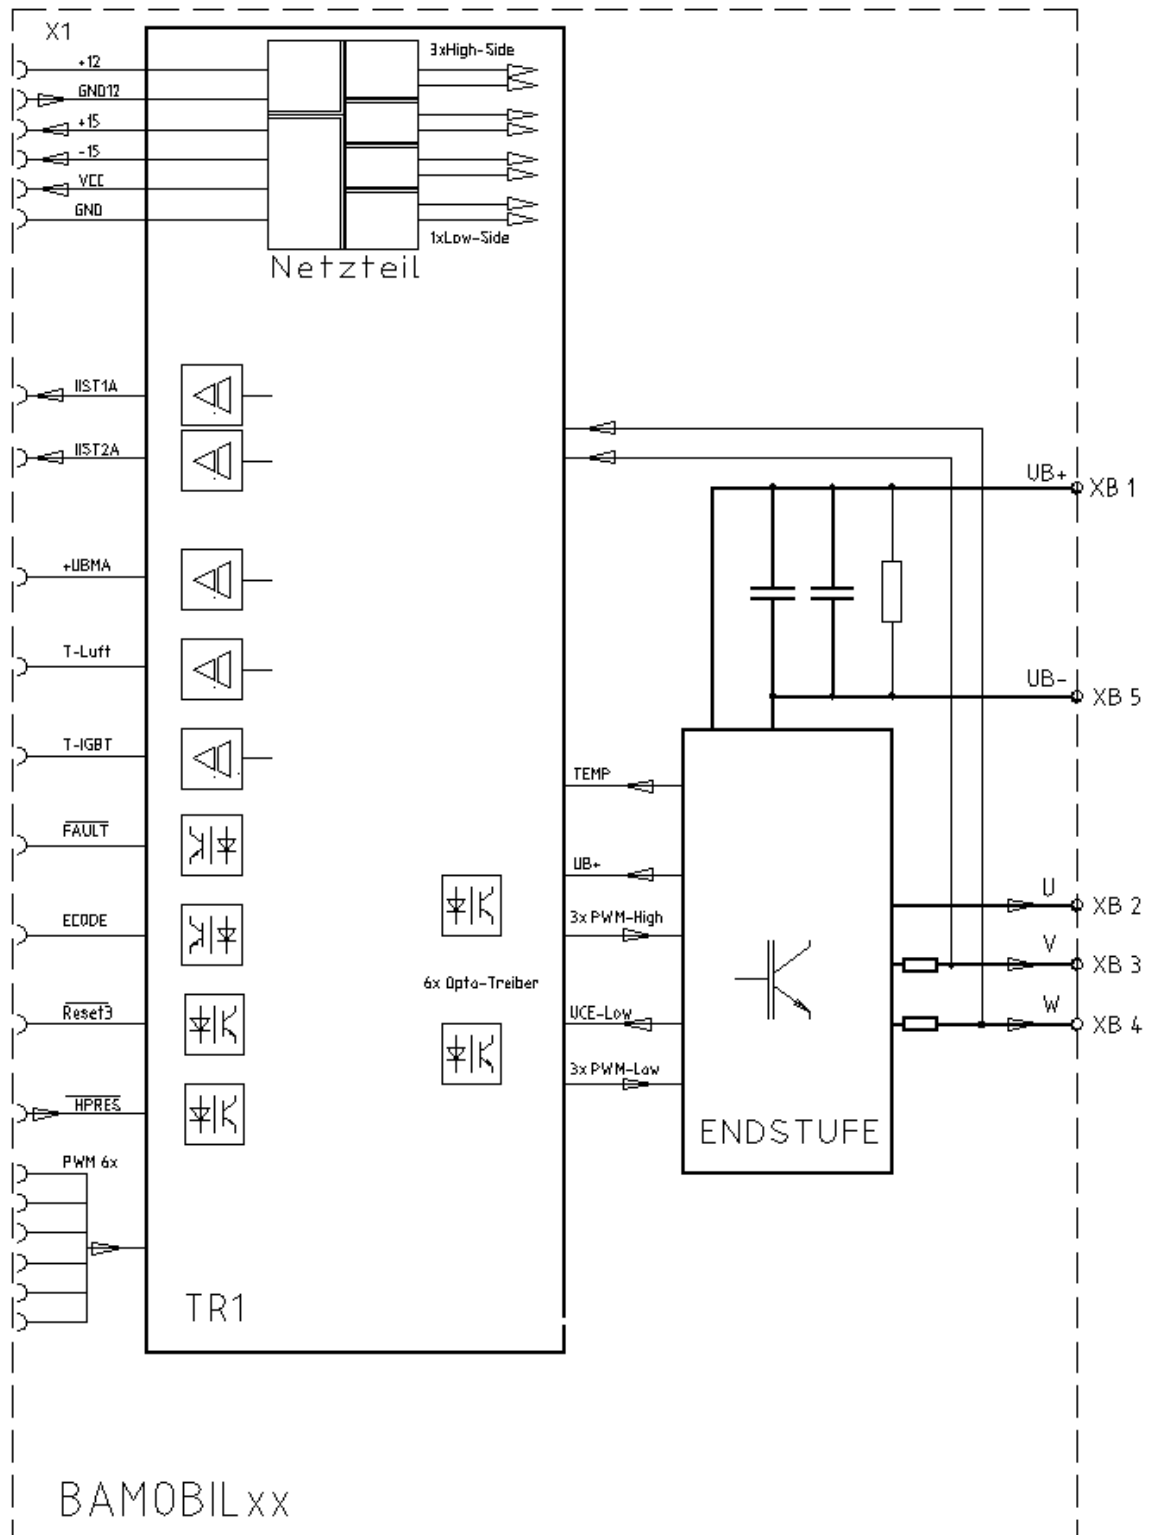 X1
+12
GND12
+15
-15
VCC
GND
3xHigh-Side
1xLow-Side
Netzteil
IIST1A
IIST2A
+UBMA
T-Luft
T-IGBT
FAULT
ECODE
Reset3
HPRES
PWM 6x
TR1
6x Opto-Treiber
UB+
XB 1
UB-
XB 5
TEMP
UB+
3x PWM-High
UCE-Low
3x PWM-Low
ENDSTUFE
U
XB 2
V
XB 3
W
XB 4
BAMOBILxx